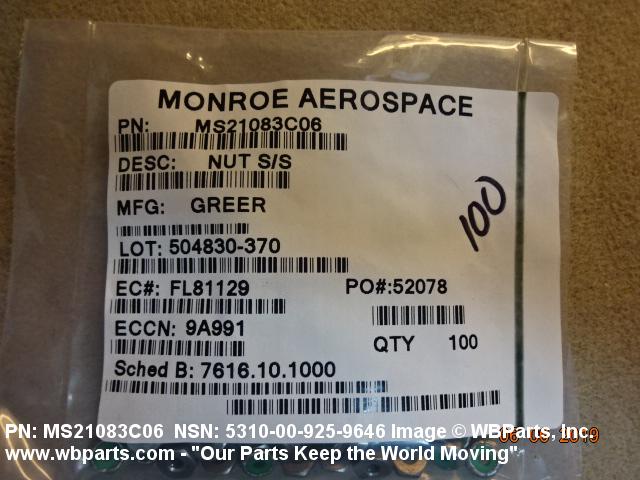 MONROE AEROSPACE
PN: MS21083C06
DESC: NUT S/S
MFG: GREER
100
LOT: 504830-370
EC#: FL81129 PO#:52078
ECCN: 9A991
QTY 100
Sched B: 7616.10.1000
PN: MS21083C06 NSN: 5310-00-925-9646 Image © WBParts, Inc.
www.wbparts.com - "Our Parts Keep the World Moving"